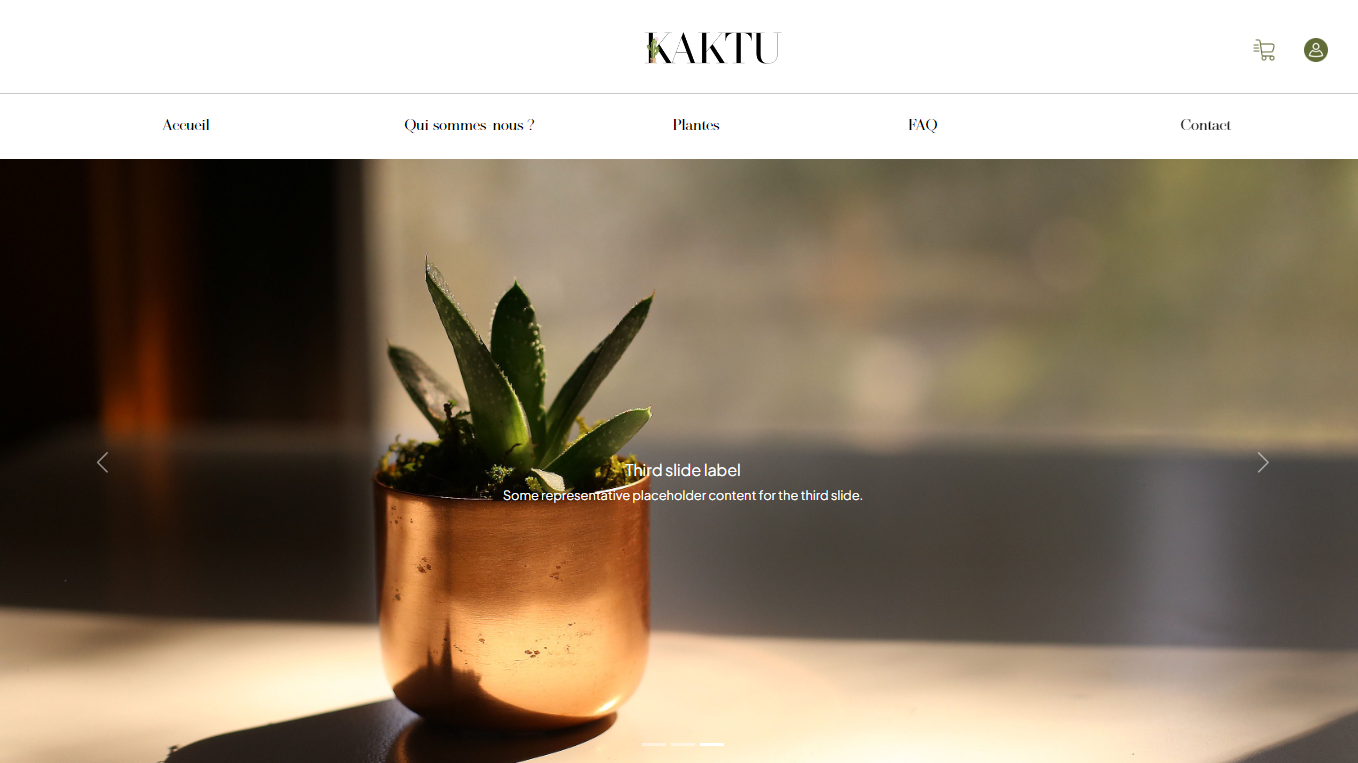 KAKTU
Accueil
Qui sommes-nous ?
Plantes
FAQ
Contact
Third slide label
Some representative placeholder content for the third slide.